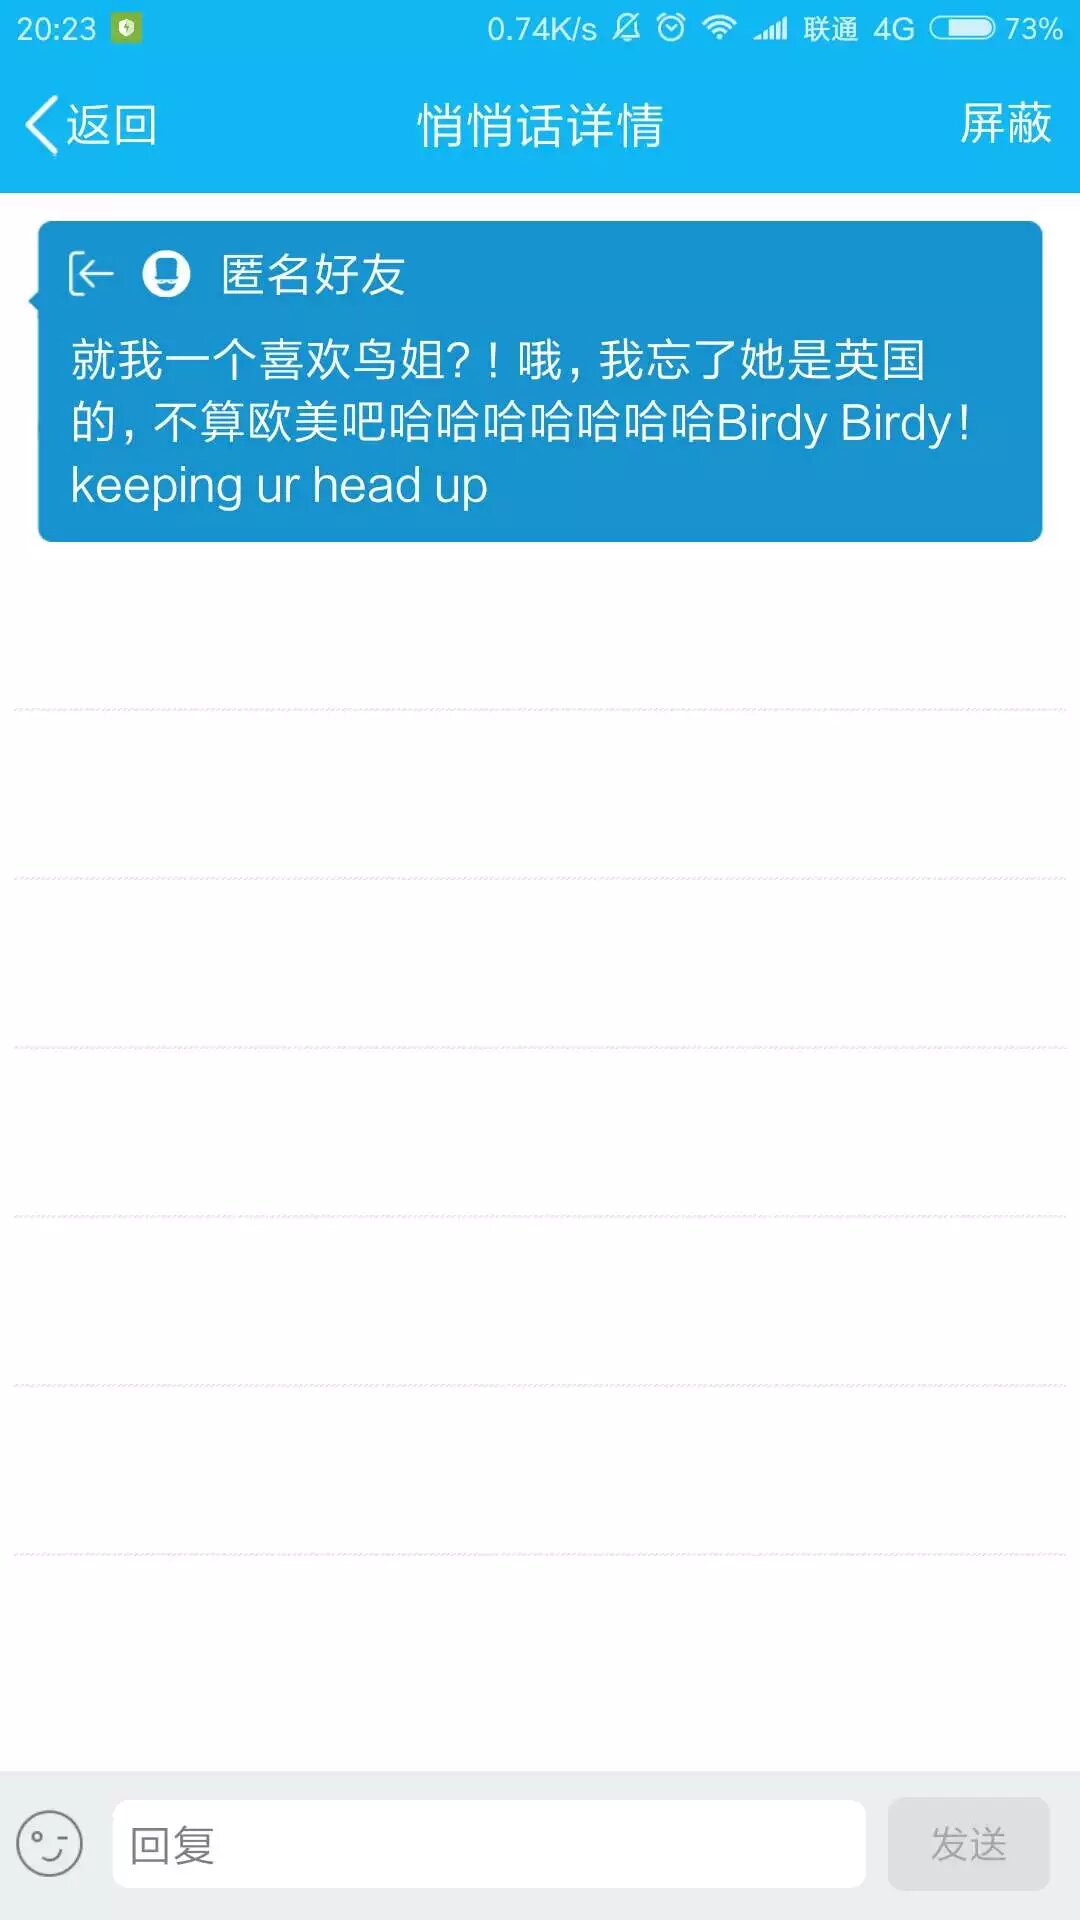 20:23 0.74K/s 联通 4G 73%
返回 悄悄话详情 屏蔽
匿名好友
就我一个喜欢鸟姐?！哦, 我忘了她是英国
的, 不算欧美吧哈哈哈哈哈哈哈Birdy Birdy！
keeping ur head up
回复 发送